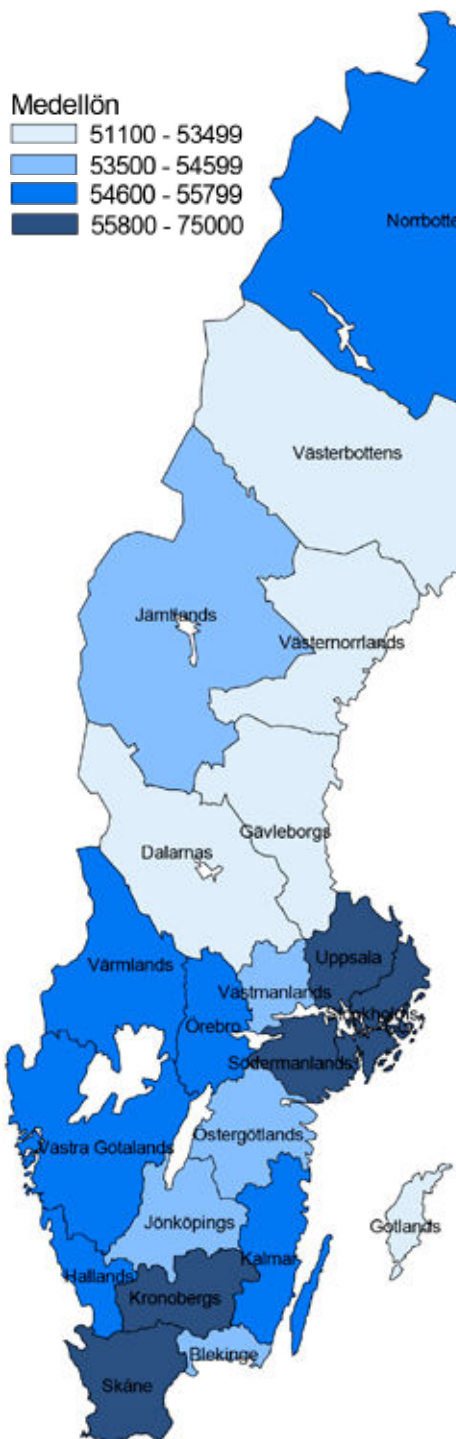 Medellön
51100 - 53499
53500 - 54599
54600 - 55799
55800 - 75000
Norrbotte
Västerbottens
Jämtlands
Västernorrlands
Gävleborgs
Dalarnas
Uppsala
Värmlands
Västmanlands
Örebro
Södermanlands
Östergötlands
Västra Götalands
Jönköpings
Gotlands
Kalmar
Hallands
Kronobergs
Blekinge
Skåne